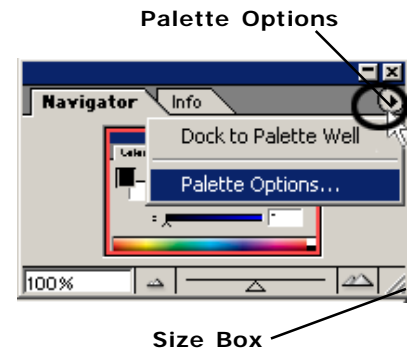 Palette Options
Navigator Info
Dock to Palette Well
Palette Options...
100%
Size Box